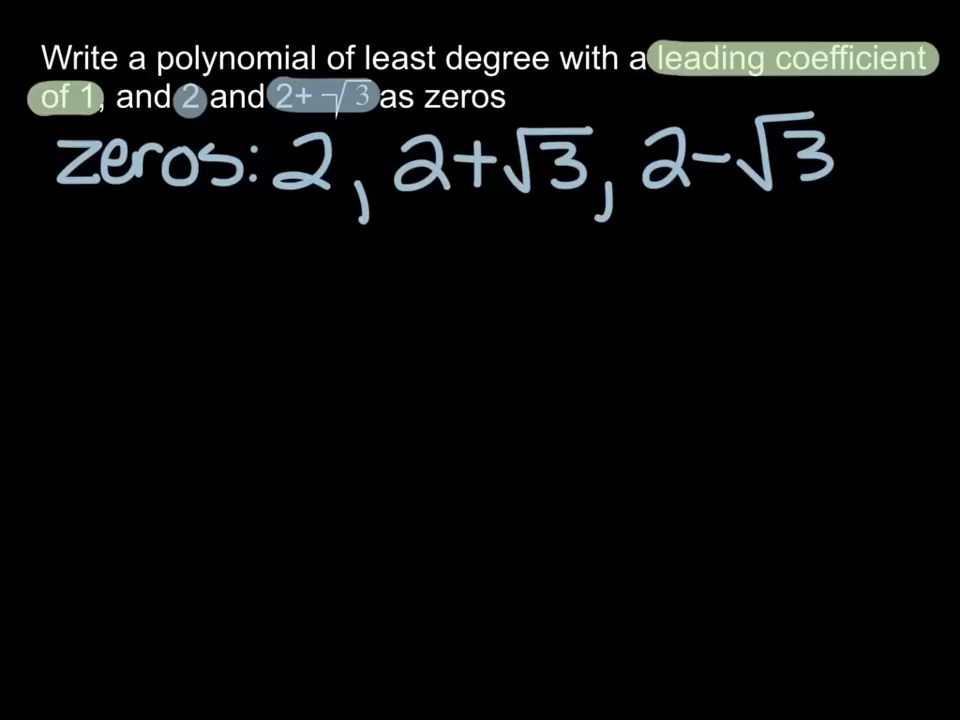 Write a polynomial of least degree with a leading coefficient
of 1, and 2 and 2+ √3 as zeros
zeros: 2, 2+√3, 2-√3